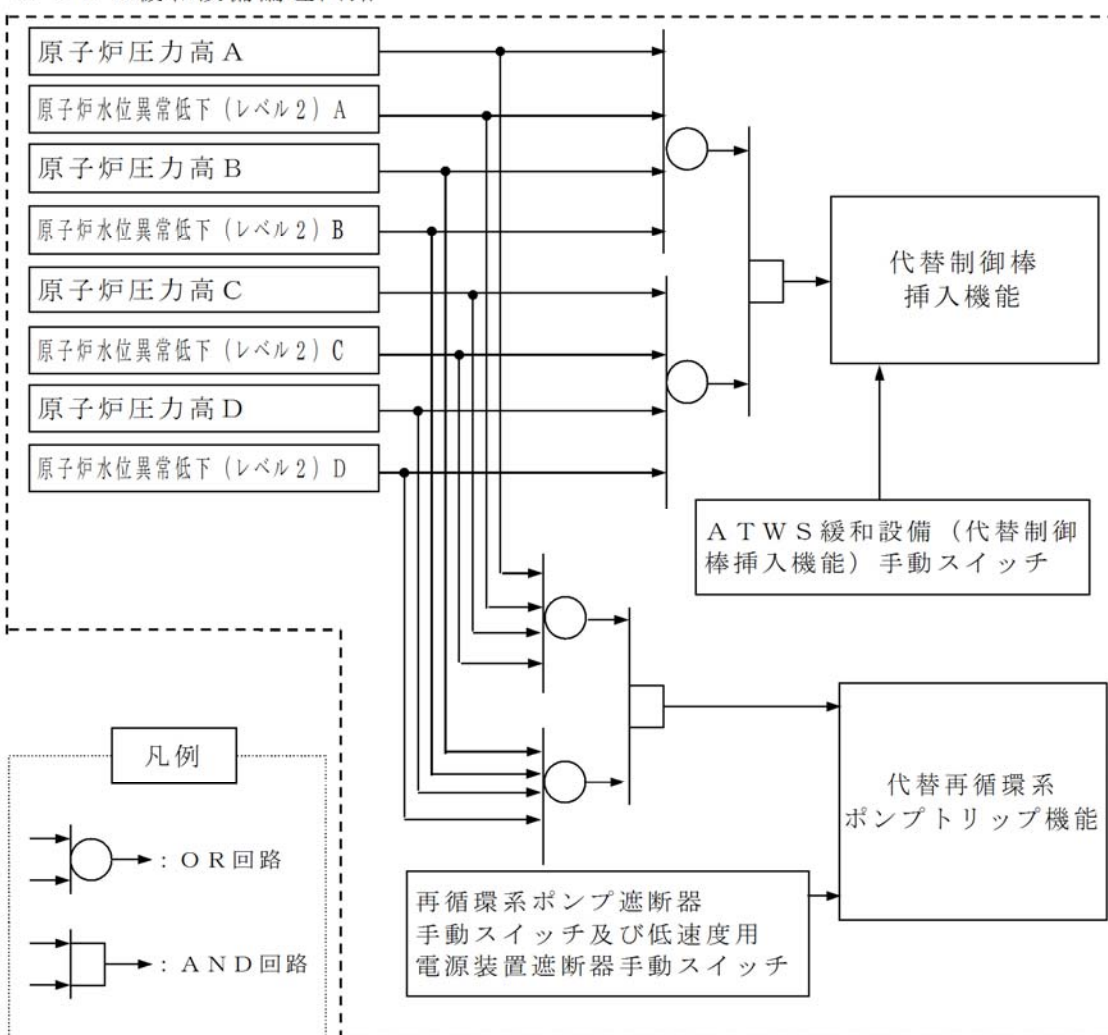 原子炉圧力高A
原子炉水位異常低下（レベル2）A
原子炉圧力高B
原子炉水位異常低下（レベル2）B
原子炉圧力高C
原子炉水位異常低下（レベル2）C
原子炉圧力高D
原子炉水位異常低下（レベル2）D
代替制御棒
挿入機能
ATWS緩和設備（代替制御
棒挿入機能）手動スイッチ
代替再循環系
ポンプトリップ機能
再循環系ポンプ遮断器
手動スイッチ及び低速度用
電源装置遮断器手動スイッチ
凡例
：OR回路
：AND回路